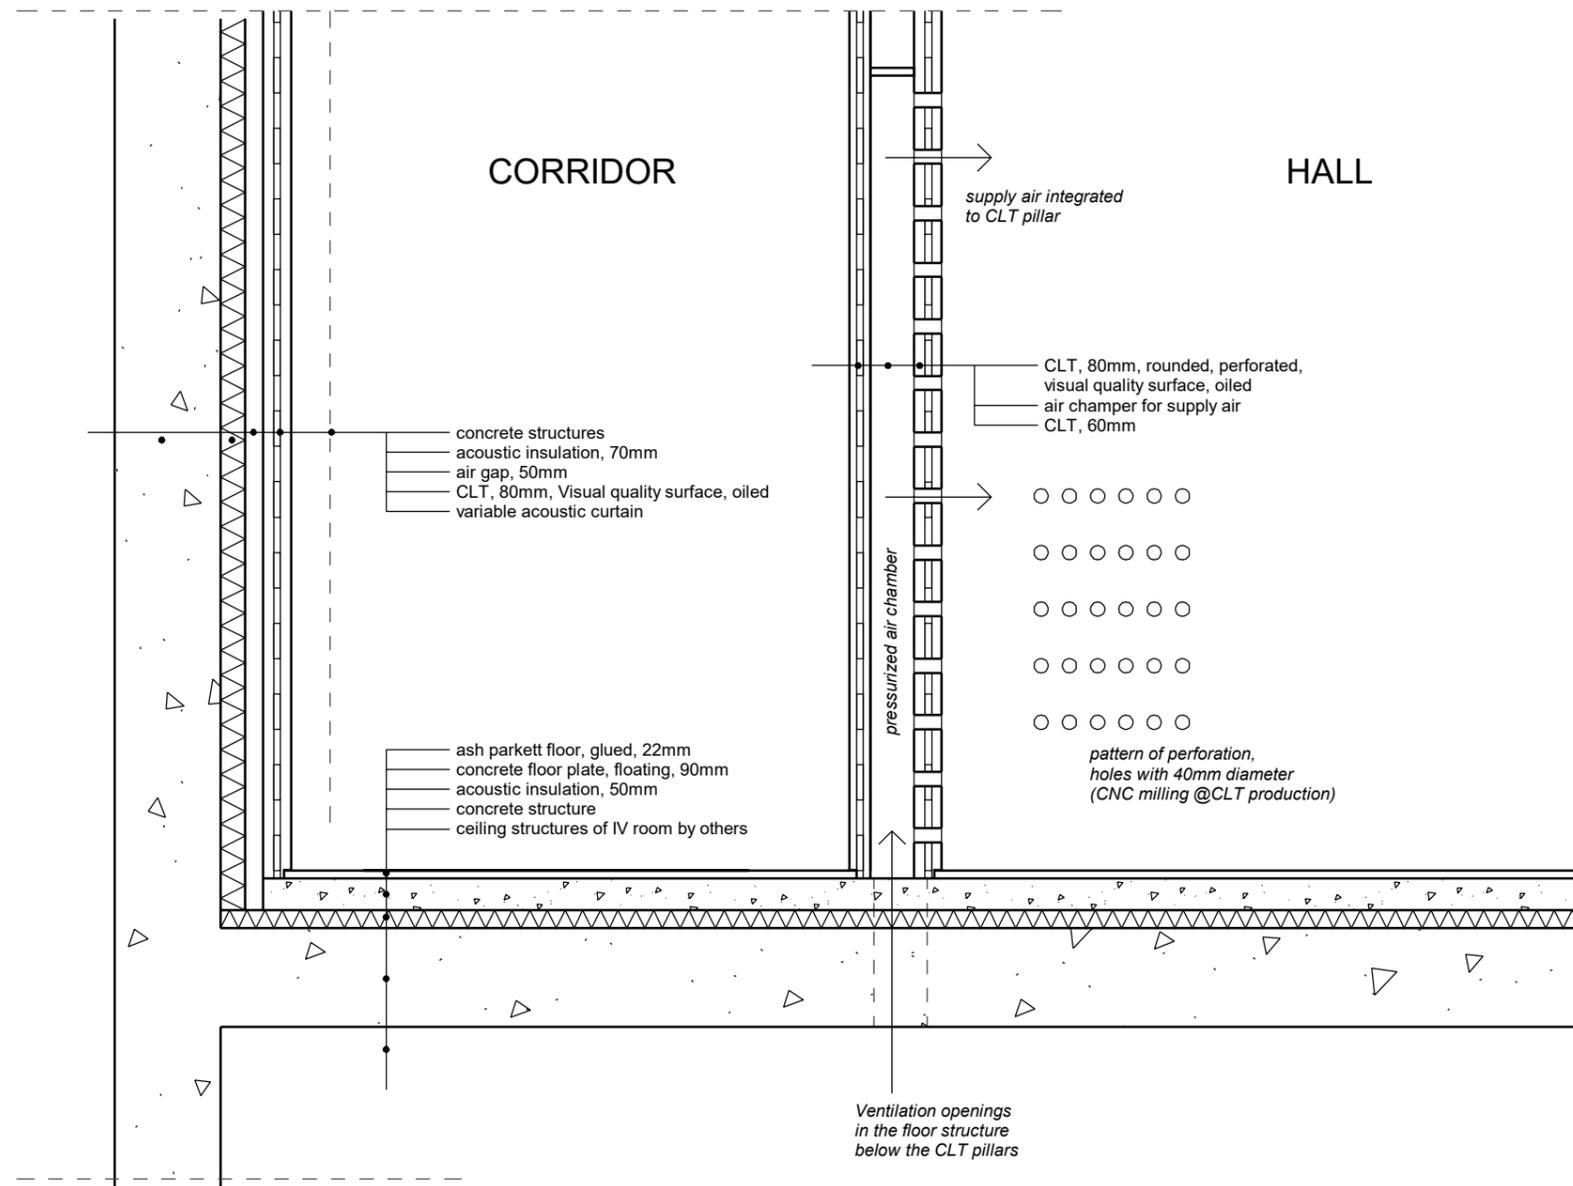 CORRIDOR
HALL
supply air integrated
to CLT pillar
CLT, 80mm, rounded, perforated,
visual quality surface, oiled
air champer for supply air
CLT, 60mm
concrete structures
acoustic insulation, 70mm
air gap, 50mm
CLT, 80mm, Visual quality surface, oiled
variable acoustic curtain
pressurized air chamber
pattern of perforation,
holes with 40mm diameter
(CNC milling @CLT production)
ash parkett floor, glued, 22mm
concrete floor plate, floating, 90mm
acoustic insulation, 50mm
concrete structure
ceiling structures of IV room by others
Ventilation openings
in the floor structure
below the CLT pillars